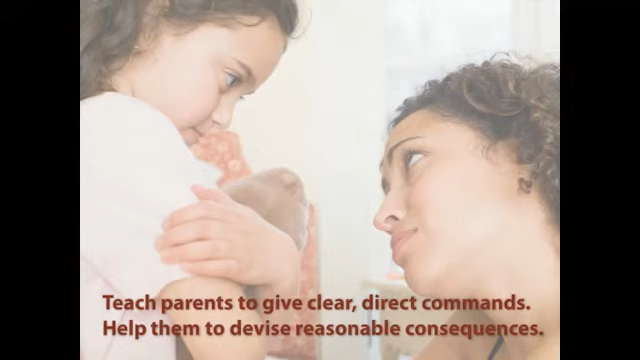 Teach parents to give clear, direct commands.
Help them to devise reasonable consequences.